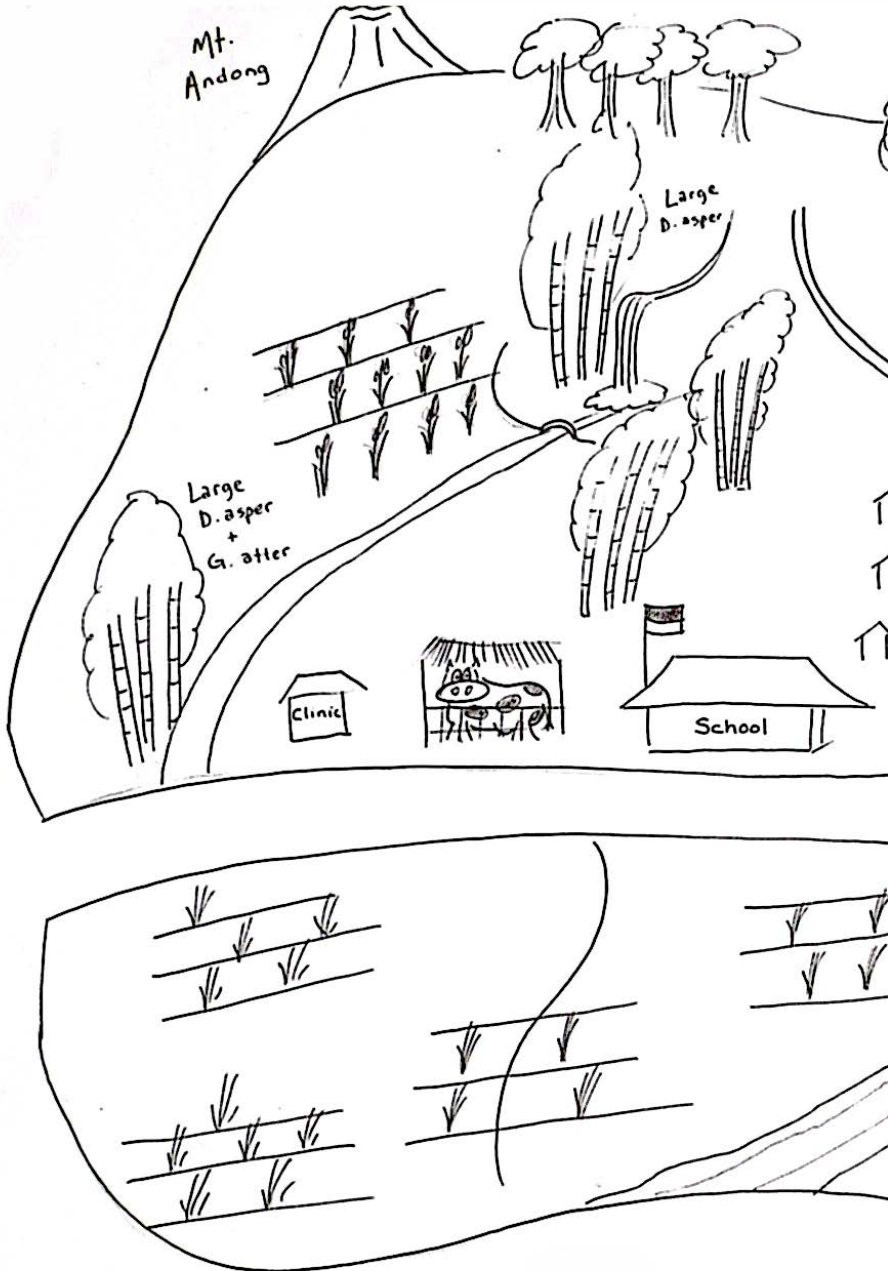 Mt.
Andong
Large
D. asper
Large
D. asper
+
G. atter
Clinic
School